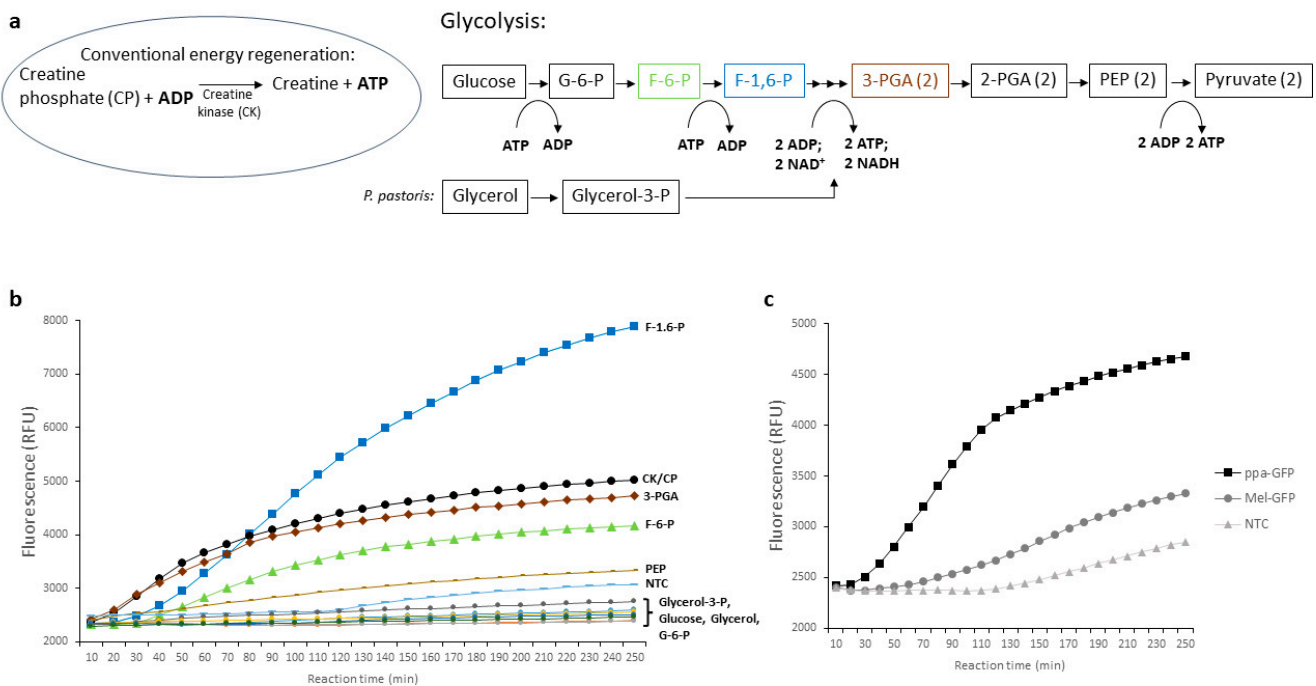 a
Conventional energy regeneration:
Creatine
phosphate (CP) + ADP
Creatine
kinase (CK)
Creatine + ATP
Glycolysis:
Glucose
G-6-P
F-6-P
F-1,6-P
3-PGA (2)
2-PGA (2)
PEP (2)
Pyruvate (2)
ATP ADP
ATP ADP
2 ADP; 2 ATP;
2 NAD+ 2 NADH
2 ADP 2 ATP
P. pastoris:
Glycerol
Glycerol-3-P
b
Fluorescence (RFU)
8000
7000
6000
5000
4000
3000
2000
F-1.6-P
CK/CP
3-PGA
F-6-P
PEP
NTC
Glycerol-3-P,
Glucose, Glycerol,
G-6-P
10 20 30 40 50 60 70 80 90 100 110 120 130 140 150 160 170 180 190 200 210 220 230 240 250
Reaction time (min)
c
Fluorescence (RFU)
5000
4500
4000
3500
3000
2500
2000
ppa-GFP
Mel-GFP
NTC
10 30 50 70 90 110 130 150 170 190 210 230 250
Reaction time (min)